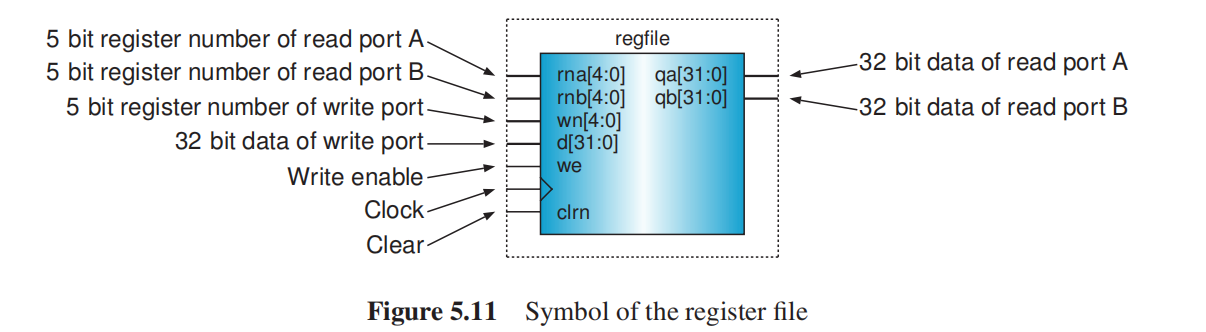 5 bit register number of read port A
5 bit register number of read port B
5 bit register number of write port
32 bit data of write port
Write enable
Clock
Clear
regfile
rna[4:0] qa[31:0]
rnb[4:0] qb[31:0]
wn[4:0]
d[31:0]
we
clrn
32 bit data of read port A
32 bit data of read port B
Figure 5.11 Symbol of the register file